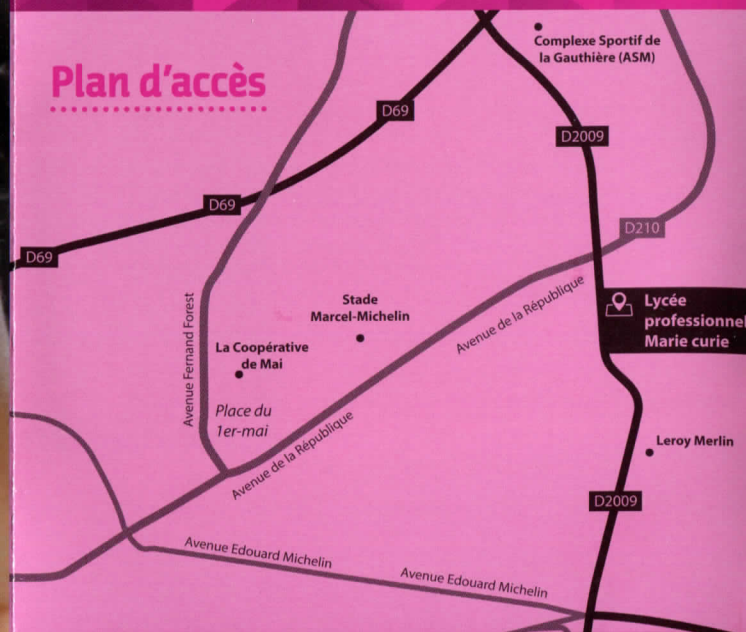 Plan d'accès
Complexe Sportif de
la Gauthière (ASM)
D69
D2009
D69
D210
D69
Avenue Fernand Forest
Stade
Marcel-Michelin
Avenue de la République
Lycée
professionnel
Marie curie
La Coopérative
de Mai
Place du
1er-mai
Avenue de la République
Leroy Merlin
D2009
Avenue Edouard Michelin
Avenue Edouard Michelin